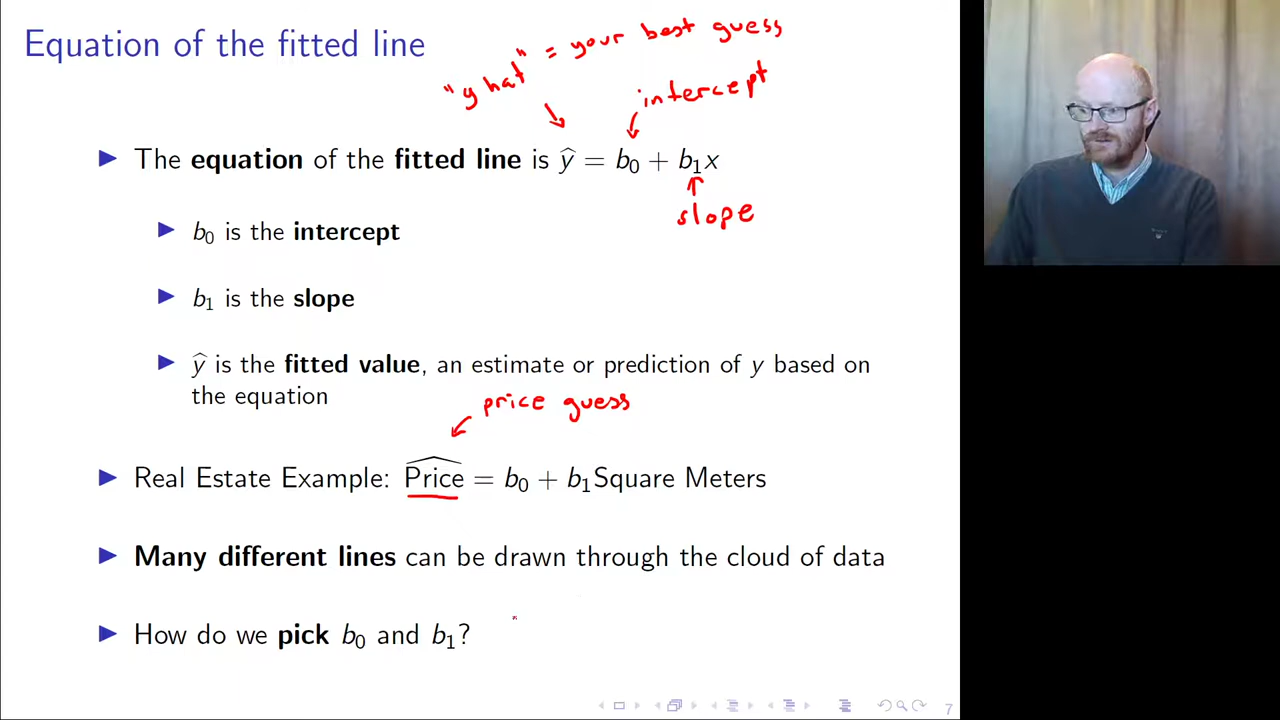 Equation of the fitted line
"y hat" = your best guess
intercept
▶ The equation of the fitted line is ŷ = b₀ + b₁x
slope
▶ b₀ is the intercept
▶ b₁ is the slope
▶ ŷ is the fitted value, an estimate or prediction of y based on
the equation
price guess
▶ Real Estate Example: \widehat{Price} = b₀ + b₁Square Meters
▶ Many different lines can be drawn through the cloud of data
▶ How do we pick b₀ and b₁?
7